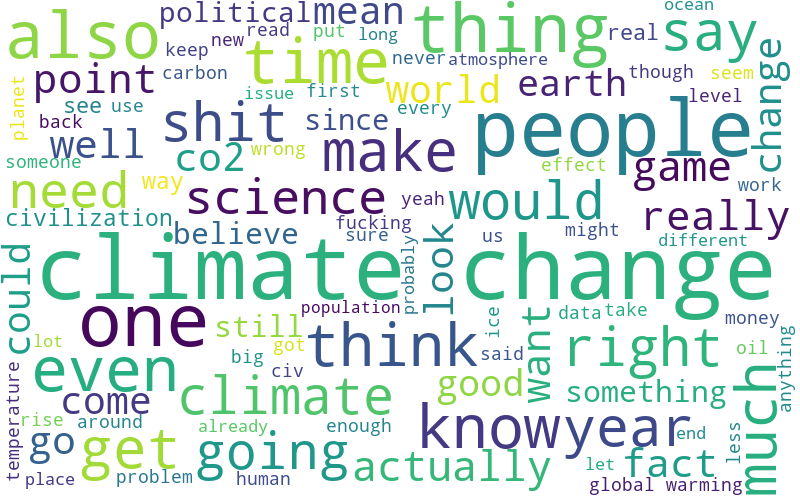 also
political
mean
thing
say
ocean
keep
new
read
put
long
time
never
atmosphere
real
point
carbon
issue
first
world
earth
though
seem
change
planet
see
use
shit
since
every
people
level
back
well
co2
wrong
make
game
work
someone
need
way
science
yeah
would
effect
really
civilization
believe
fucking
sure
probably
look
us
might
different
could
climate change
one
still
population
think
ice
want
data
take
money
lot
even
big
got
civ
said
right
oil
anything
temperature
come
climate
good
something
much
rise
around
already
enough
know
year
end
less
go
get
going
actually
let
fact
place
problem
human
global warming